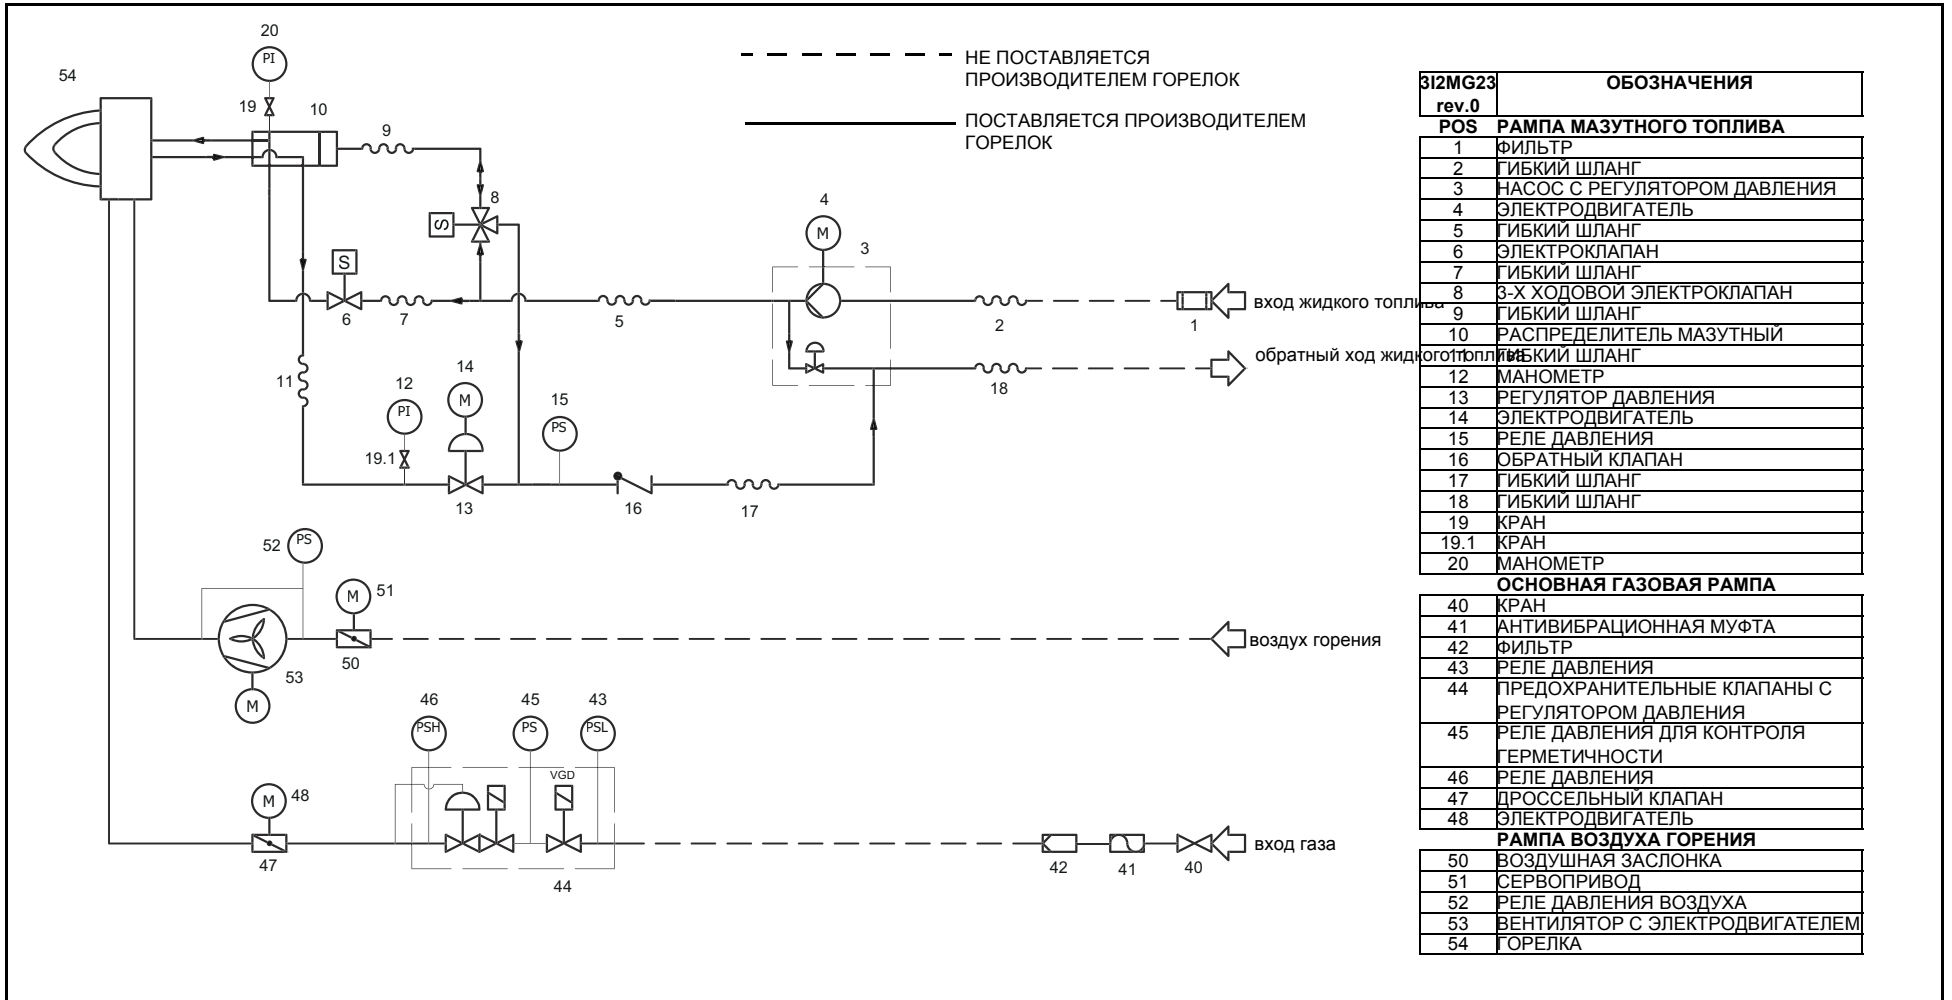 20
PI
54
19
10
9
НЕ ПОСТАВЛЯЕТСЯ
ПРОИЗВОДИТЕЛЕМ ГОРЕЛОК
ПОСТАВЛЯЕТСЯ ПРОИЗВОДИТЕЛЕМ
ГОРЕЛОК
8
S
4
M
3
S
6
7
5
2
1
вход жидкого топлива
обратный ход жидкого топлива
18
11
12
PI
19.1
14
M
13
15
PS
16
17
52
PS
M
51
50
53
M
воздух горения
46
PSH
45
PS
43
PSL
VGD
M
48
47
44
42
41
40
вход газа
3I2MG23 ОБОЗНАЧЕНИЯ
rev.0
POS РАМПА МАЗУТНОГО ТОПЛИВА
1 ФИЛЬТР
2 ГИБКИЙ ШЛАНГ
3 НАСОС С РЕГУЛЯТОРОМ ДАВЛЕНИЯ
4 ЭЛЕКТРОДВИГАТЕЛЬ
5 ГИБКИЙ ШЛАНГ
6 ЭЛЕКТРОКЛАПАН
7 ГИБКИЙ ШЛАНГ
8 3-Х ХОДОВОЙ ЭЛЕКТРОКЛАПАН
9 ГИБКИЙ ШЛАНГ
10 РАСПРЕДЕЛИТЕЛЬ МАЗУТНЫЙ
11 ГИБКИЙ ШЛАНГ
12 МАНОМЕТР
13 РЕГУЛЯТОР ДАВЛЕНИЯ
14 ЭЛЕКТРОДВИГАТЕЛЬ
15 РЕЛЕ ДАВЛЕНИЯ
16 ОБРАТНЫЙ КЛАПАН
17 ГИБКИЙ ШЛАНГ
18 ГИБКИЙ ШЛАНГ
19 КРАН
19.1 КРАН
20 МАНОМЕТР
ОСНОВНАЯ ГАЗОВАЯ РАМПА
40 КРАН
41 АНТИВИБРАЦИОННАЯ МУФТА
42 ФИЛЬТР
43 РЕЛЕ ДАВЛЕНИЯ
44 ПРЕДОХРАНИТЕЛЬНЫЕ КЛАПАНЫ С
РЕГУЛЯТОРОМ ДАВЛЕНИЯ
45 РЕЛЕ ДАВЛЕНИЯ ДЛЯ КОНТРОЛЯ
ГЕРМЕТИЧНОСТИ
46 РЕЛЕ ДАВЛЕНИЯ
47 ДРОССЕЛЬНЫЙ КЛАПАН
48 ЭЛЕКТРОДВИГАТЕЛЬ
РАМПА ВОЗДУХА ГОРЕНИЯ
50 ВОЗДУШНАЯ ЗАСЛОНКА
51 СЕРВОПРИВОД
52 РЕЛЕ ДАВЛЕНИЯ ВОЗДУХА
53 ВЕНТИЛЯТОР С ЭЛЕКТРОДВИГАТЕЛЕМ
54 ГОРЕЛКА